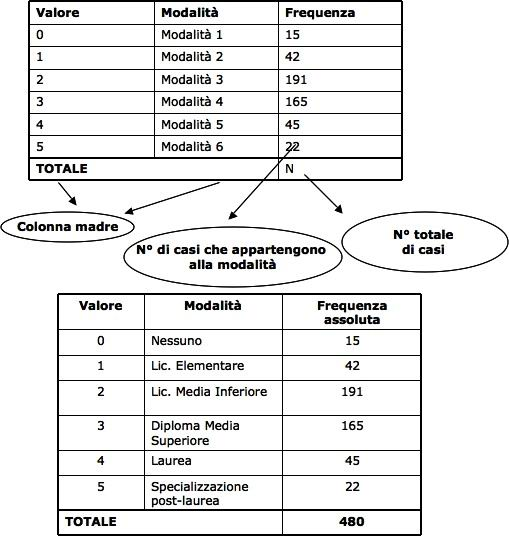 Valore Modalità Frequenza
0 Modalità 1 15
1 Modalità 2 42
2 Modalità 3 191
3 Modalità 4 165
4 Modalità 5 45
5 Modalità 6 22
TOTALE N
Colonna madre
N° di casi che appartengono
alla modalità
N° totale
di casi
Valore Modalità Frequenza
assoluta
0 Nessuno 15
1 Lic. Elementare 42
2 Lic. Media Inferiore 191
3 Diploma Media 165
Superiore
4 Laurea 45
5 Specializzazione 22
post-laurea
TOTALE 480